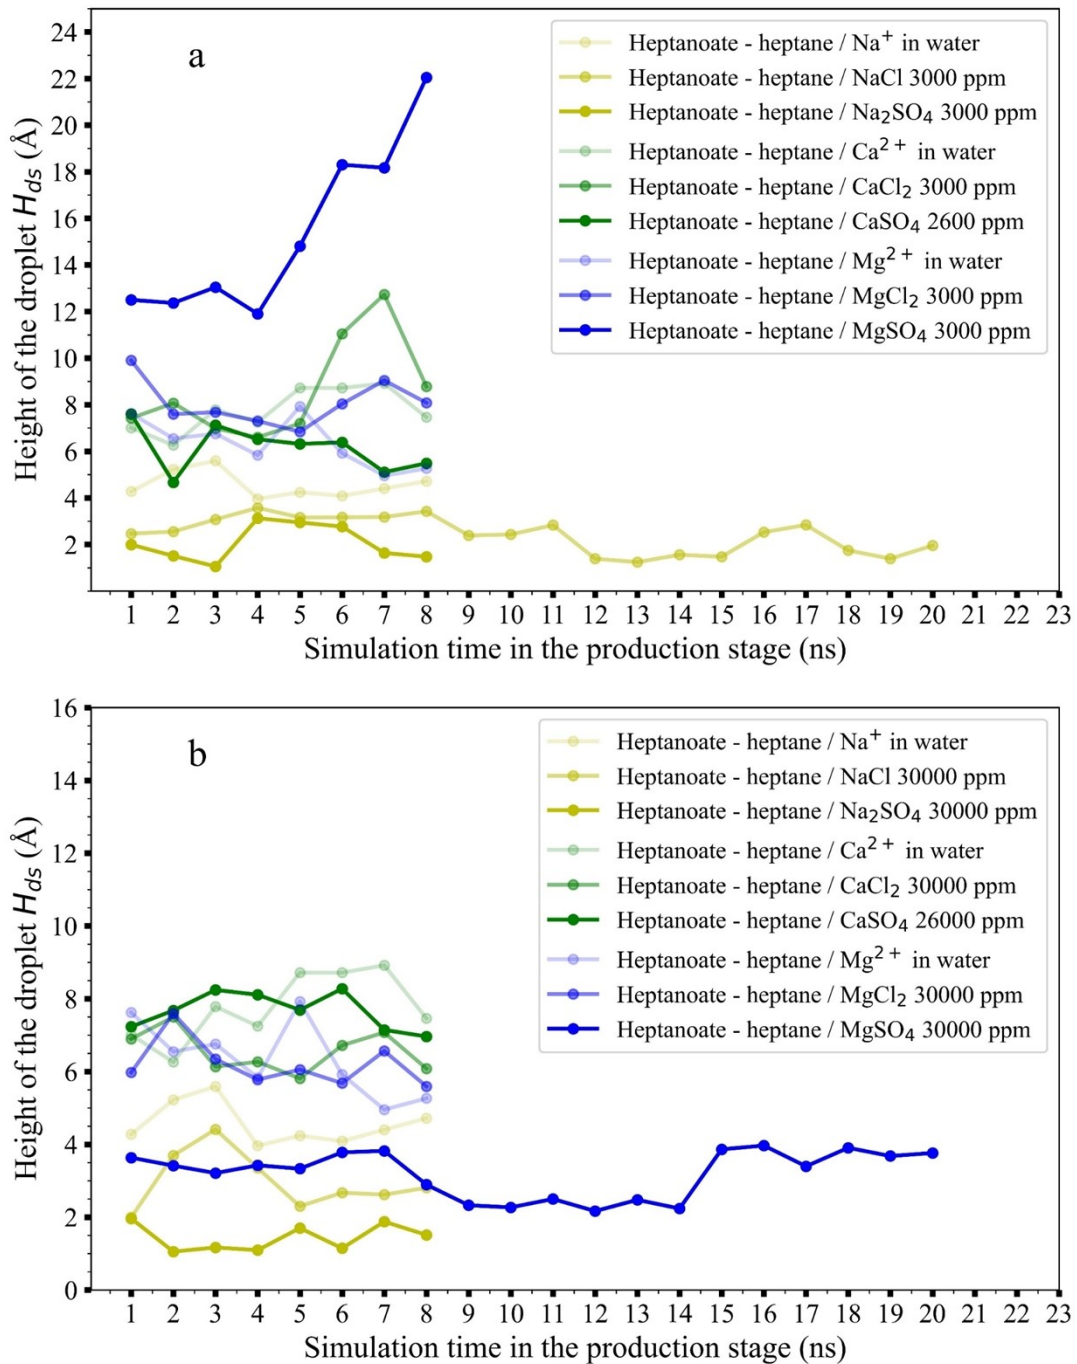 a
24
22
20
18
16
14
12
10
8
6
4
2
Height of the droplet H_ds (Å)
Heptanoate - heptane / Na⁺ in water
Heptanoate - heptane / NaCl 3000 ppm
Heptanoate - heptane / Na₂SO₄ 3000 ppm
Heptanoate - heptane / Ca²⁺ in water
Heptanoate - heptane / CaCl₂ 3000 ppm
Heptanoate - heptane / CaSO₄ 2600 ppm
Heptanoate - heptane / Mg²⁺ in water
Heptanoate - heptane / MgCl₂ 3000 ppm
Heptanoate - heptane / MgSO₄ 3000 ppm
1 2 3 4 5 6 7 8 9 10 11 12 13 14 15 16 17 18 19 20 21 22 23
Simulation time in the production stage (ns)
b
16
14
12
10
8
6
4
2
0
Height of the droplet H_ds (Å)
Heptanoate - heptane / Na⁺ in water
Heptanoate - heptane / NaCl 30000 ppm
Heptanoate - heptane / Na₂SO₄ 30000 ppm
Heptanoate - heptane / Ca²⁺ in water
Heptanoate - heptane / CaCl₂ 30000 ppm
Heptanoate - heptane / CaSO₄ 26000 ppm
Heptanoate - heptane / Mg²⁺ in water
Heptanoate - heptane / MgCl₂ 30000 ppm
Heptanoate - heptane / MgSO₄ 30000 ppm
1 2 3 4 5 6 7 8 9 10 11 12 13 14 15 16 17 18 19 20 21 22 23
Simulation time in the production stage (ns)